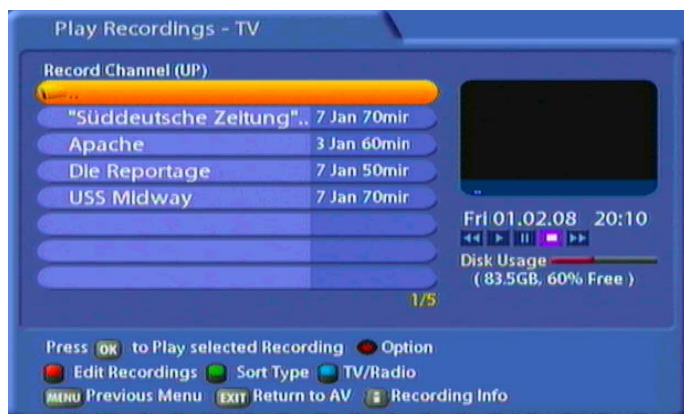 Play Recordings - TV
Record Channel (UP)
..
"Süddeutsche Zeitung".. 7 Jan 70mir
Apache 3 Jan 60min
Die Reportage 7 Jan 50mir
USS Midway 7 Jan 70mir
..
Fri 01.02.08 20:10
Disk Usage
( 83.5GB, 60% Free )
1/5
Press OK to Play selected Recording Option
Edit Recordings Sort Type TV/Radio
MENU Previous Menu EXIT Return to AV i Recording Info